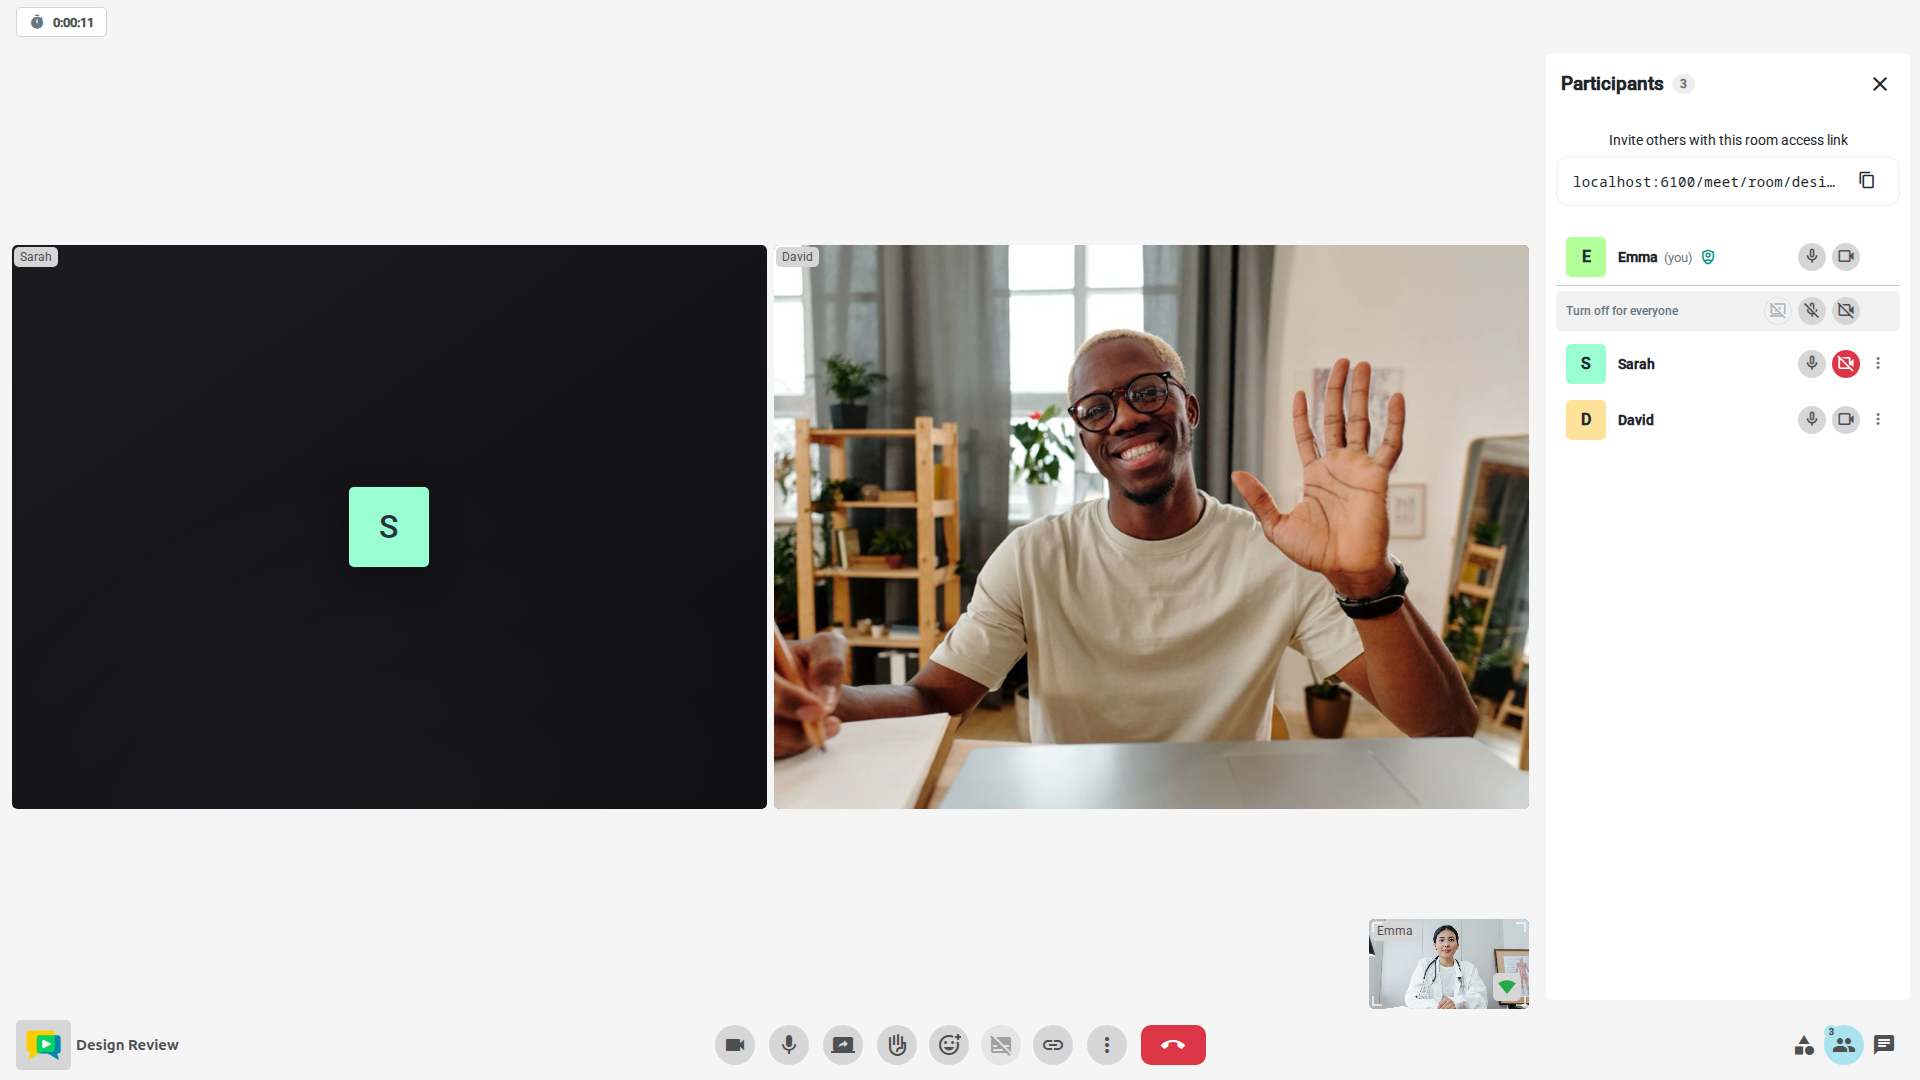 0:00:11
Sarah
S
David
Emma
Participants 3
Invite others with this room access link
localhost:6100/meet/room/desi...
E Emma (you)
Turn off for everyone
S Sarah
D David
Design Review
3